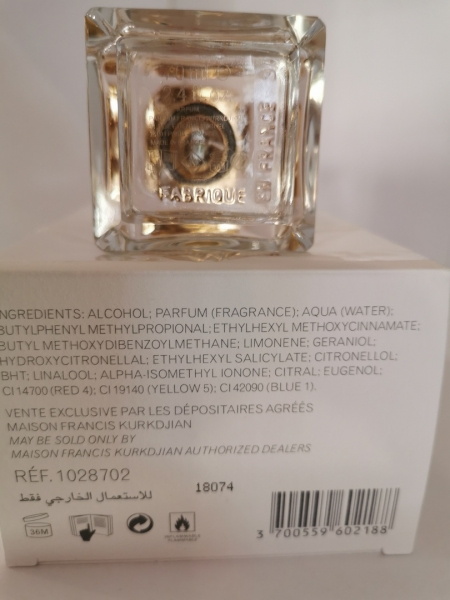 FABRIQUE
EN FRANCE
INGREDIENTS: ALCOHOL; PARFUM (FRAGRANCE); AQUA (WATER);
BUTYLPHENYL METHYLPROPIONAL; ETHYLHEXYL METHOXYCINNAMATE;
BUTYL METHOXYDIBENZOYLMETHANE; LIMONENE; GERANIOL;
HYDROXYCITRONELLAL; ETHYLHEXYL SALICYLATE; CITRONELLOL;
BHT; LINALOOL; ALPHA-ISOMETHYL IONONE; CITRAL; EUGENOL;
CI 14700 (RED 4); CI 19140 (YELLOW 5); CI 42090 (BLUE 1).
VENTE EXCLUSIVE PAR LES DÉPOSITAIRES AGRÉÉS
MAISON FRANCIS KURKDJIAN
MAY BE SOLD ONLY BY
MAISON FRANCIS KURKDJIAN AUTHORIZED DEALERS
RÉF. 1028702
18074
للاستعمال الخارجي فقط
36M
3 700559 602188